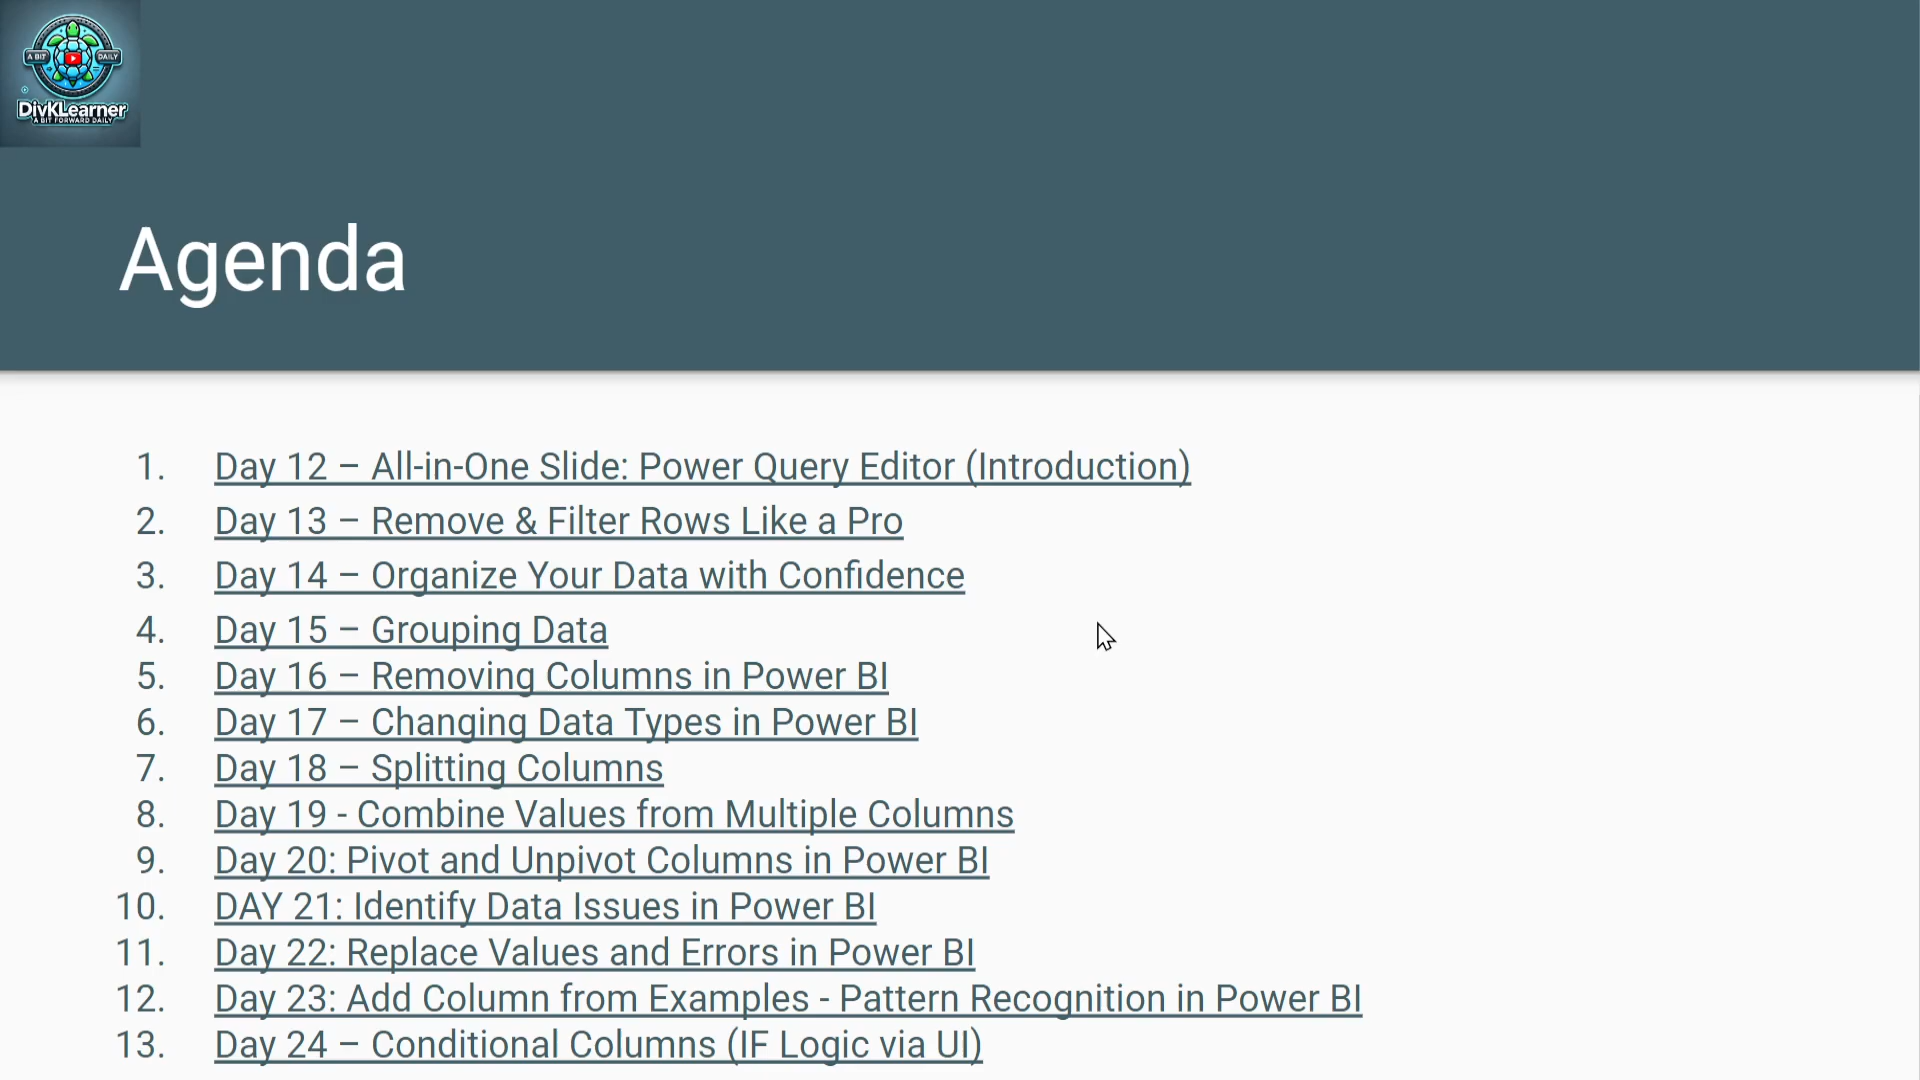 A BIT DAILY
DivKLearner
A BIT FORWARD DAILY
Agenda
1. Day 12 – All-in-One Slide: Power Query Editor (Introduction)
2. Day 13 – Remove & Filter Rows Like a Pro
3. Day 14 – Organize Your Data with Confidence
4. Day 15 – Grouping Data
5. Day 16 – Removing Columns in Power BI
6. Day 17 – Changing Data Types in Power BI
7. Day 18 – Splitting Columns
8. Day 19 - Combine Values from Multiple Columns
9. Day 20: Pivot and Unpivot Columns in Power BI
10. DAY 21: Identify Data Issues in Power BI
11. Day 22: Replace Values and Errors in Power BI
12. Day 23: Add Column from Examples - Pattern Recognition in Power BI
13. Day 24 – Conditional Columns (IF Logic via UI)